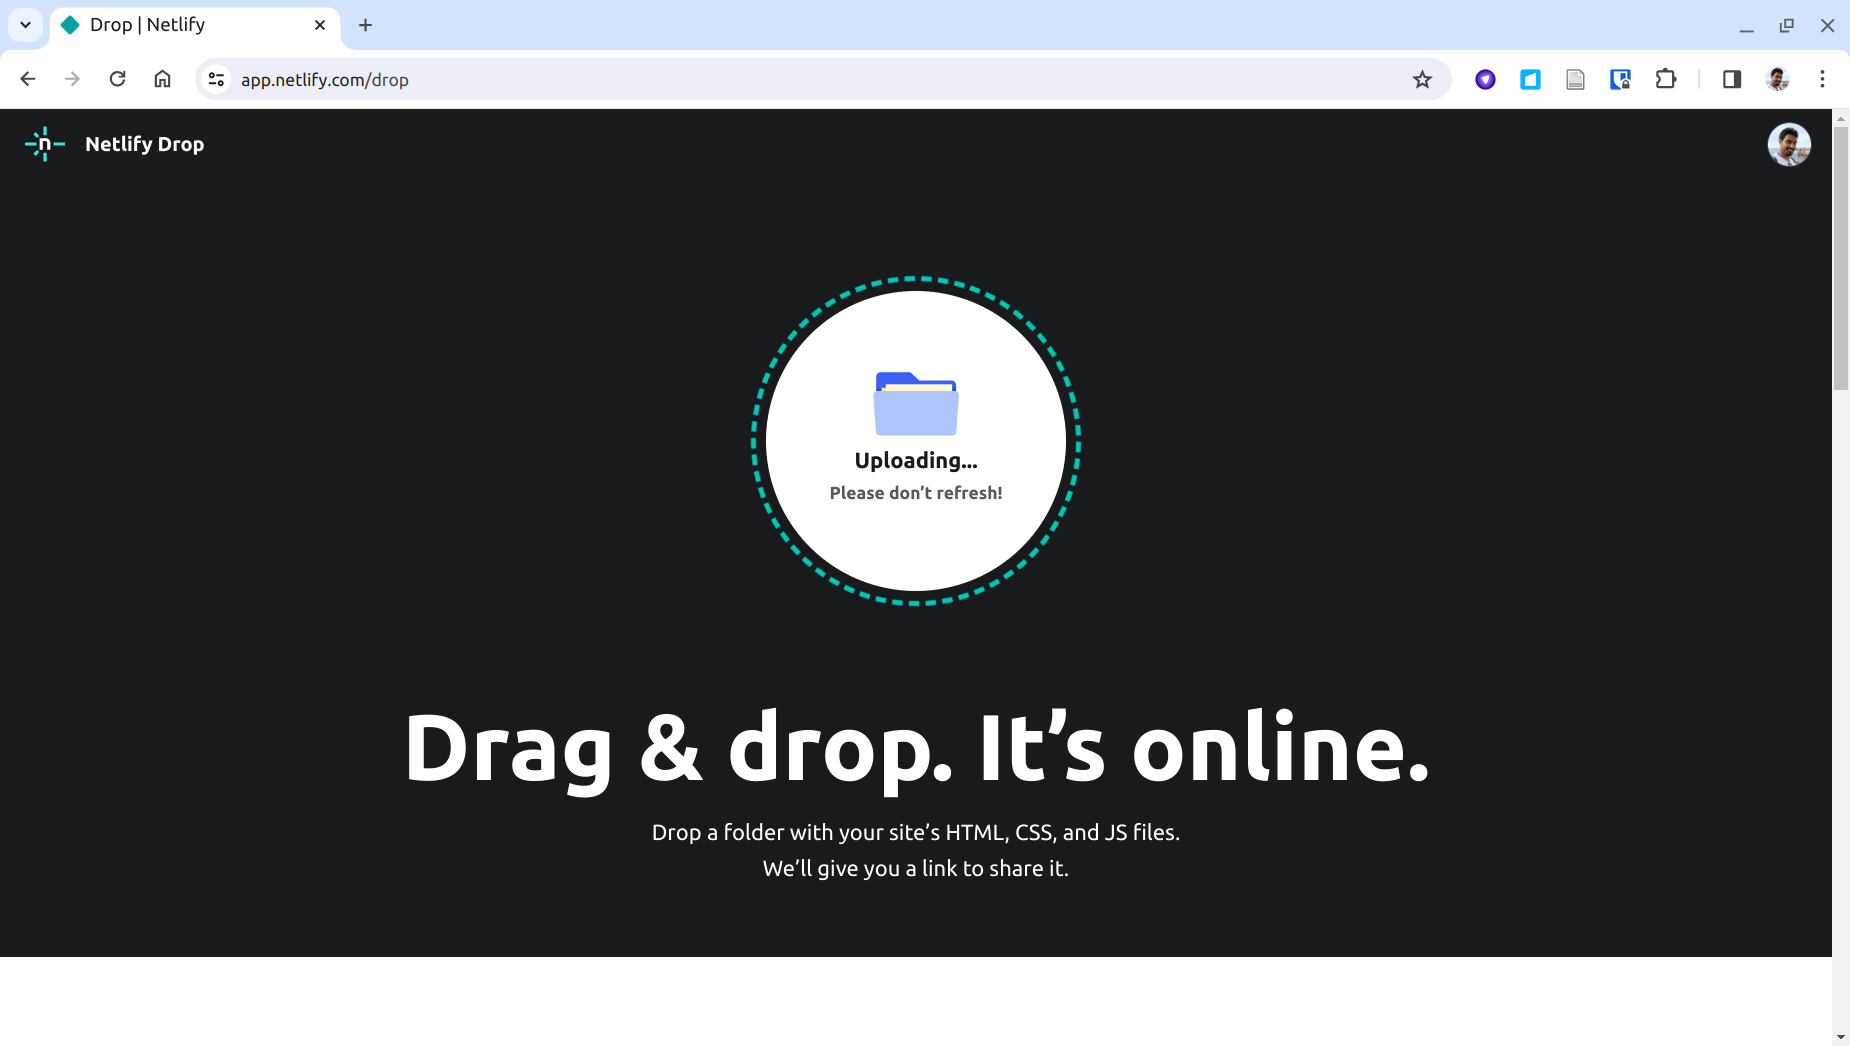 Drop | Netlify
app.netlify.com/drop
n
Netlify Drop
Uploading...
Please don’t refresh!
Drag & drop. It’s online.
Drop a folder with your site’s HTML, CSS, and JS files.
We’ll give you a link to share it.